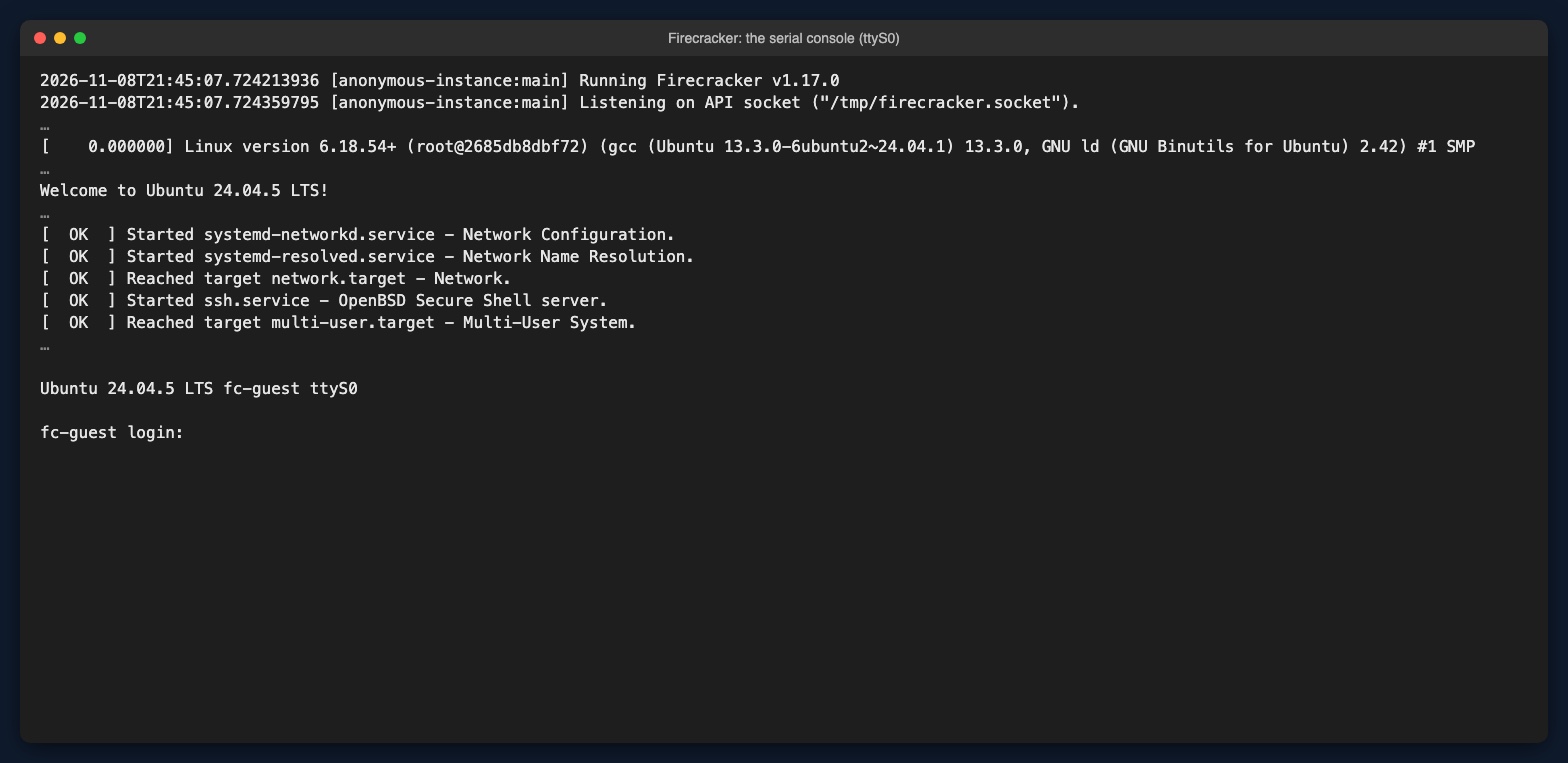 Firecracker: the serial console (ttyS0)
2026-11-08T21:45:07.724213936 [anonymous-instance:main] Running Firecracker v1.17.0
2026-11-08T21:45:07.724359795 [anonymous-instance:main] Listening on API socket ("/tmp/firecracker.socket").
…
[    0.000000] Linux version 6.18.54+ (root@2685db8dbf72) (gcc (Ubuntu 13.3.0-6ubuntu2~24.04.1) 13.3.0, GNU ld (GNU Binutils for Ubuntu) 2.42) #1 SMP
…
Welcome to Ubuntu 24.04.5 LTS!
…
[  OK  ] Started systemd-networkd.service - Network Configuration.
[  OK  ] Started systemd-resolved.service - Network Name Resolution.
[  OK  ] Reached target network.target - Network.
[  OK  ] Started ssh.service - OpenBSD Secure Shell server.
[  OK  ] Reached target multi-user.target - Multi-User System.
…
Ubuntu 24.04.5 LTS fc-guest ttyS0
fc-guest login: